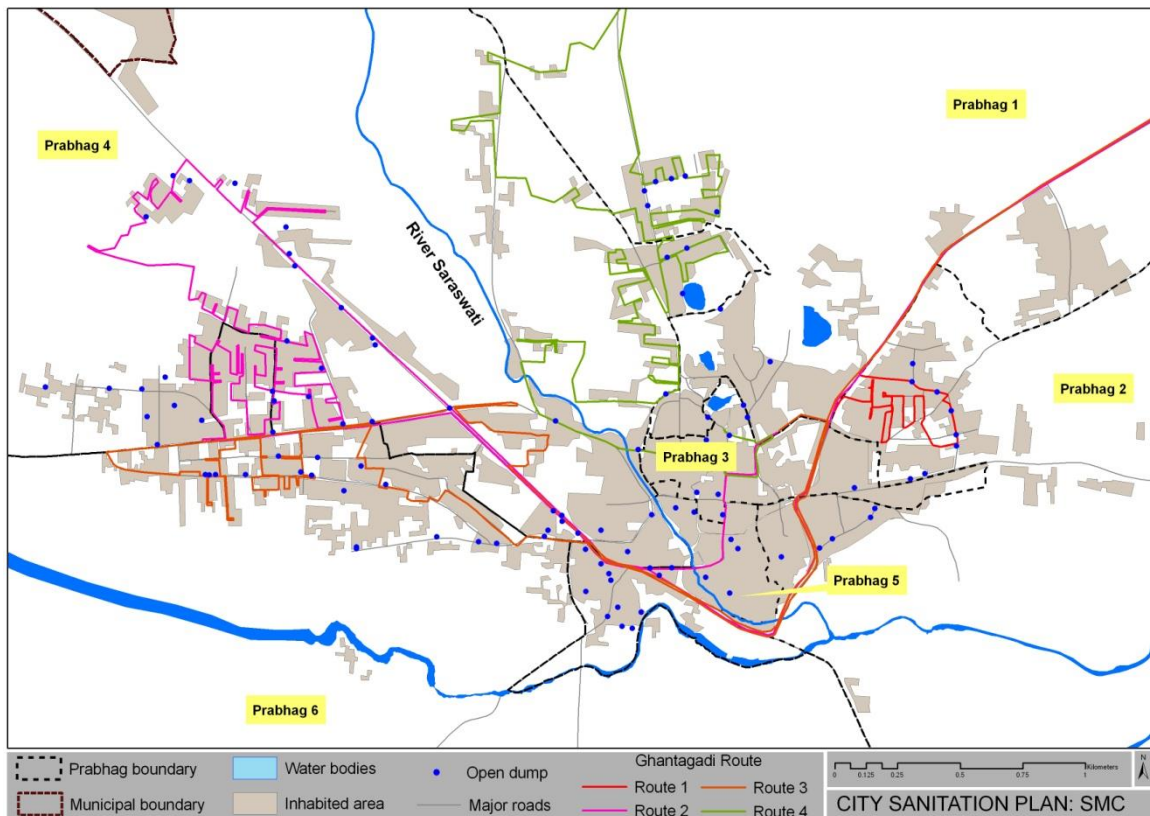 Prabhag 1
Prabhag 4
River Saraswati
Prabhag 2
Prabhag 3
Prabhag 5
Prabhag 6
Prabhag boundary
Municipal boundary
Water bodies
Inhabited area
Open dump
Major roads
Ghantagadi Route
Route 1
Route 2
Route 3
Route 4
0 0.125 0.25 0.5 0.75 1
Kilometers
N
CITY SANITATION PLAN: SMC